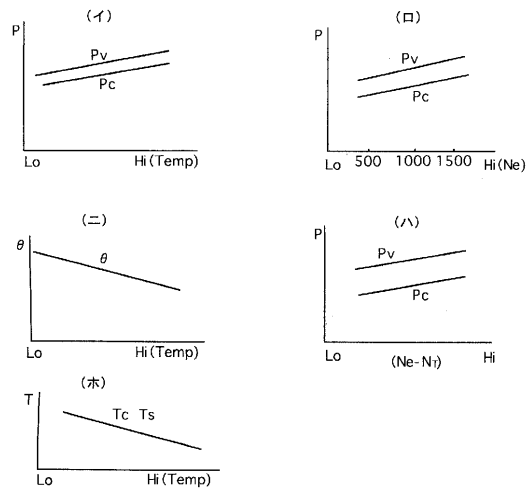 (イ)
P
Pv
Pc
Lo
Hi (Temp)
(ロ)
P
Pv
Pc
Lo 500 1000 1500 Hi (Ne)
(ニ)
θ
θ
Lo
Hi (Temp)
(ハ)
P
Pv
Pc
Lo (Ne-NT) Hi
(ホ)
T
Tc Ts
Lo
Hi (Temp)